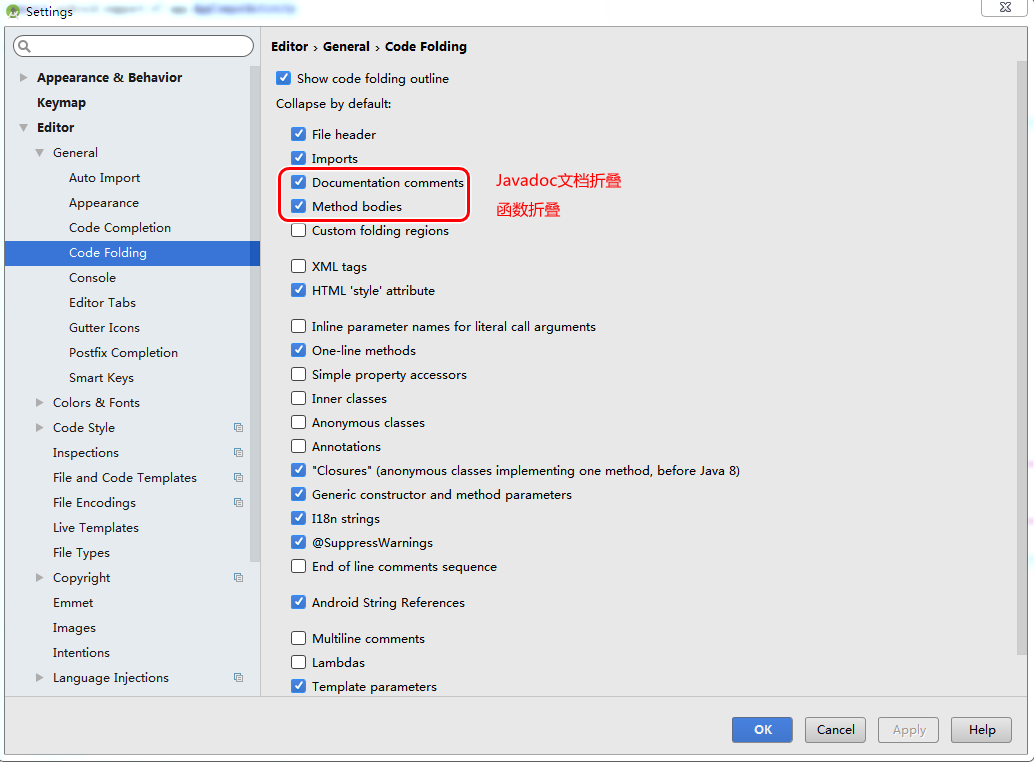 Settings
Editor › General › Code Folding
Appearance & Behavior
Keymap
Editor
General
Auto Import
Appearance
Code Completion
Code Folding
Console
Editor Tabs
Gutter Icons
Postfix Completion
Smart Keys
Colors & Fonts
Code Style
Inspections
File and Code Templates
File Encodings
Live Templates
File Types
Copyright
Emmet
Images
Intentions
Language Injections
Show code folding outline
Collapse by default:
File header
Imports
Documentation comments
Javadoc文档折叠
Method bodies
函数折叠
Custom folding regions
XML tags
HTML 'style' attribute
Inline parameter names for literal call arguments
One-line methods
Simple property accessors
Inner classes
Anonymous classes
Annotations
"Closures" (anonymous classes implementing one method, before Java 8)
Generic constructor and method parameters
I18n strings
@SuppressWarnings
End of line comments sequence
Android String References
Multiline comments
Lambdas
Template parameters
OK
Cancel
Apply
Help